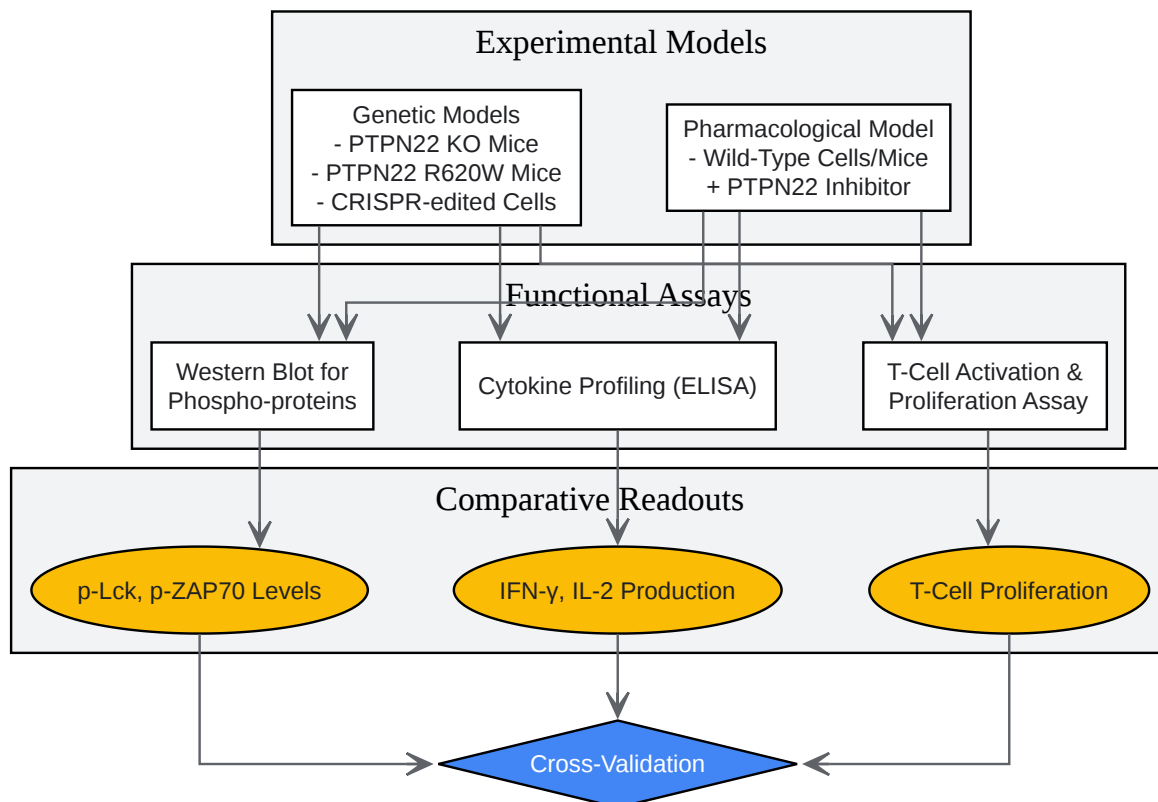 Experimental Models
Genetic Models
- PTPN22 KO Mice
- PTPN22 R620W Mice
- CRISPR-edited Cells
Pharmacological Model
- Wild-Type Cells/Mice
+ PTPN22 Inhibitor
Functional Assays
Western Blot for
Phospho-proteins
Cytokine Profiling (ELISA)
T-Cell Activation &
Proliferation Assay
Comparative Readouts
p-Lck, p-ZAP70 Levels
IFN-γ, IL-2 Production
T-Cell Proliferation
Cross-Validation